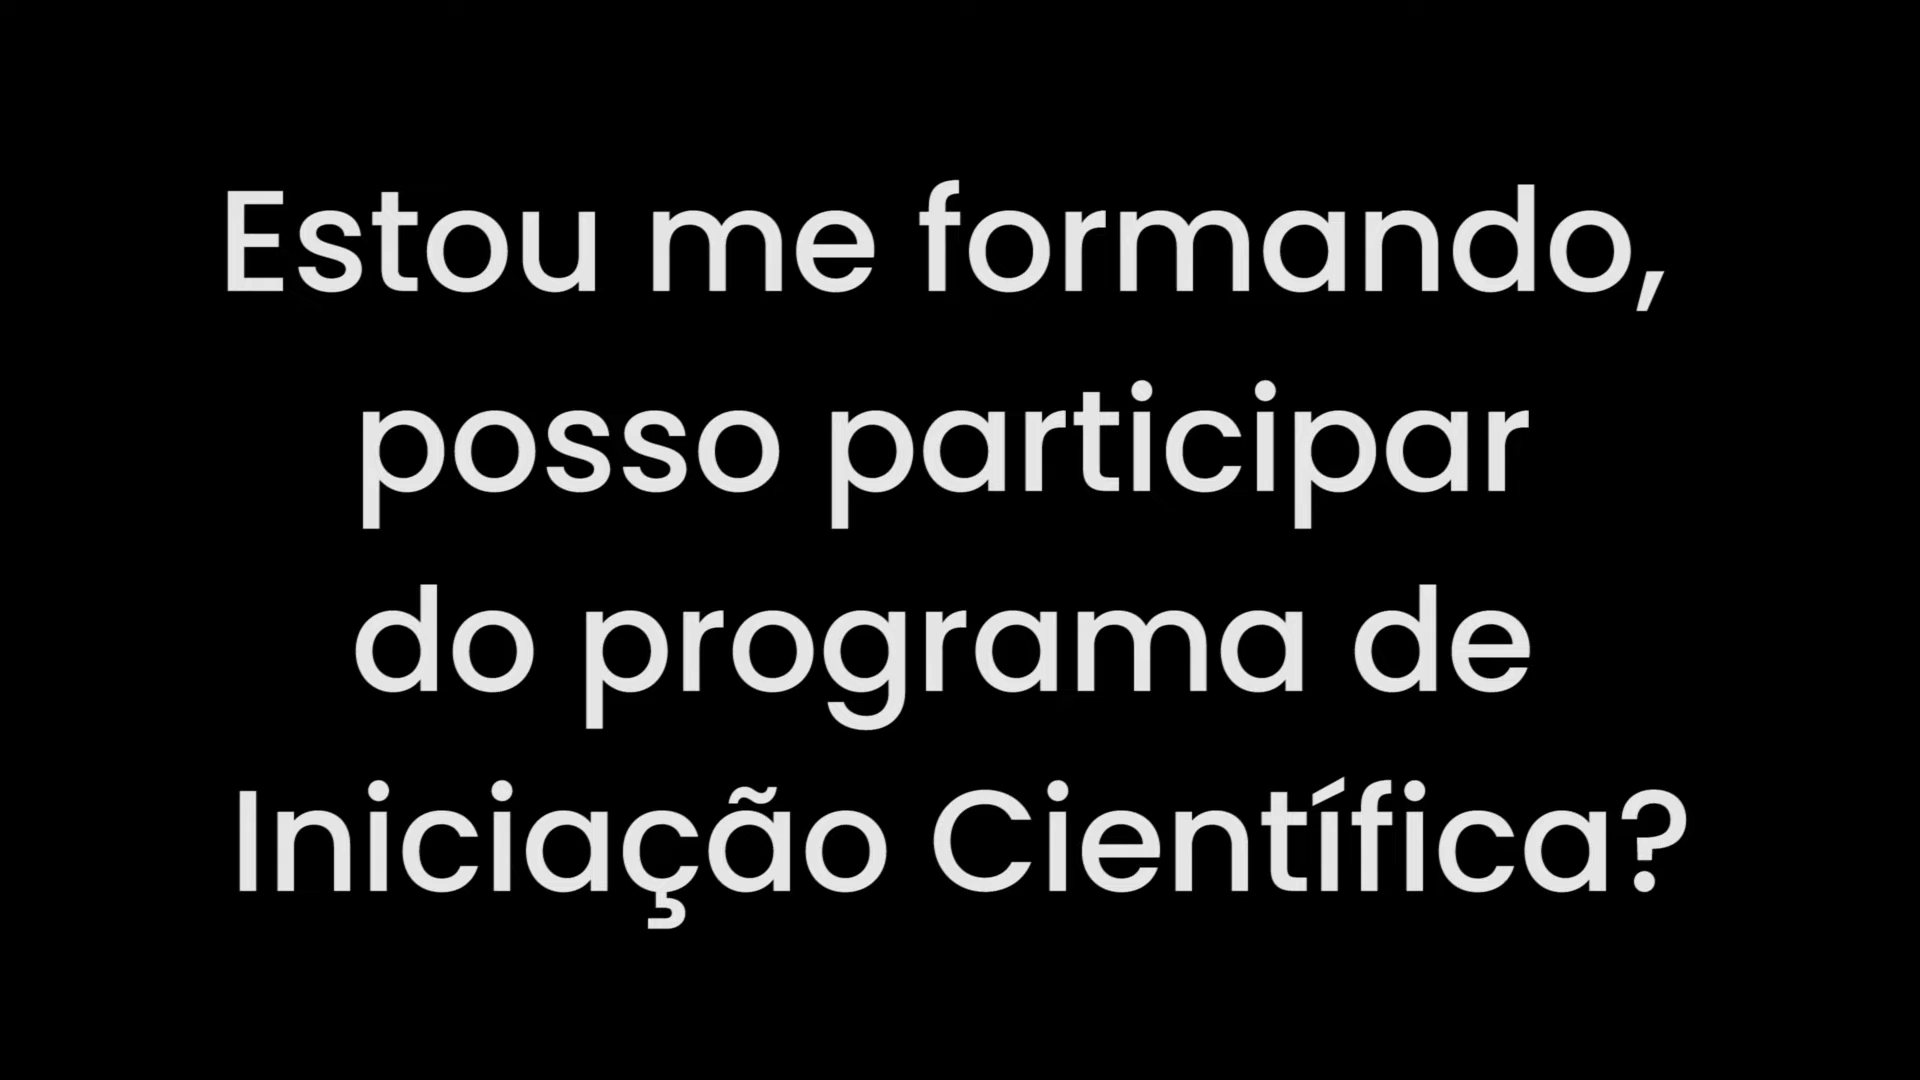 Estou me formando,
posso participar
do programa de
Iniciação Científica?